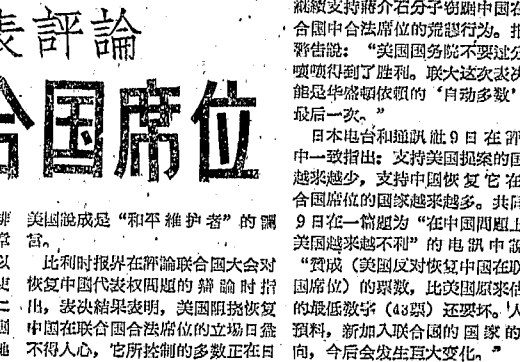 表評論
合国席位
美国說成是“和平維护者”的讕
言。
比利时报界在評論联合国大会对
恢复中国代表权問題的辯論时指
出，表决結果表明，美国阻挠恢复
中国在联合国合法席位的立場日益
不得人心，它所控制的多数正在日
継續支持蔣介石分子窃踞中国在
合国中合法席位的荒謬行为。报
警告說：“美国国务院不要过分
得到了胜利。联大这次表决
能是华盛頓依賴的‘自动多数’
最后一次。”
日本电台和通訊社9日在評
中一致指出：支持美国提案的国
越来越少，支持中国恢复它在
合国席位的国家越来越多。共同
9日在一篇題为“在中国問題上
美国越来越不利”的电訊中說
“贊成（美国反对恢复中国在联
国席位）的票数，比美国原来估
的最低数字（43票）还要坏。人
預料，新加入联合国的国家的
向，今后会发生巨大变化。”